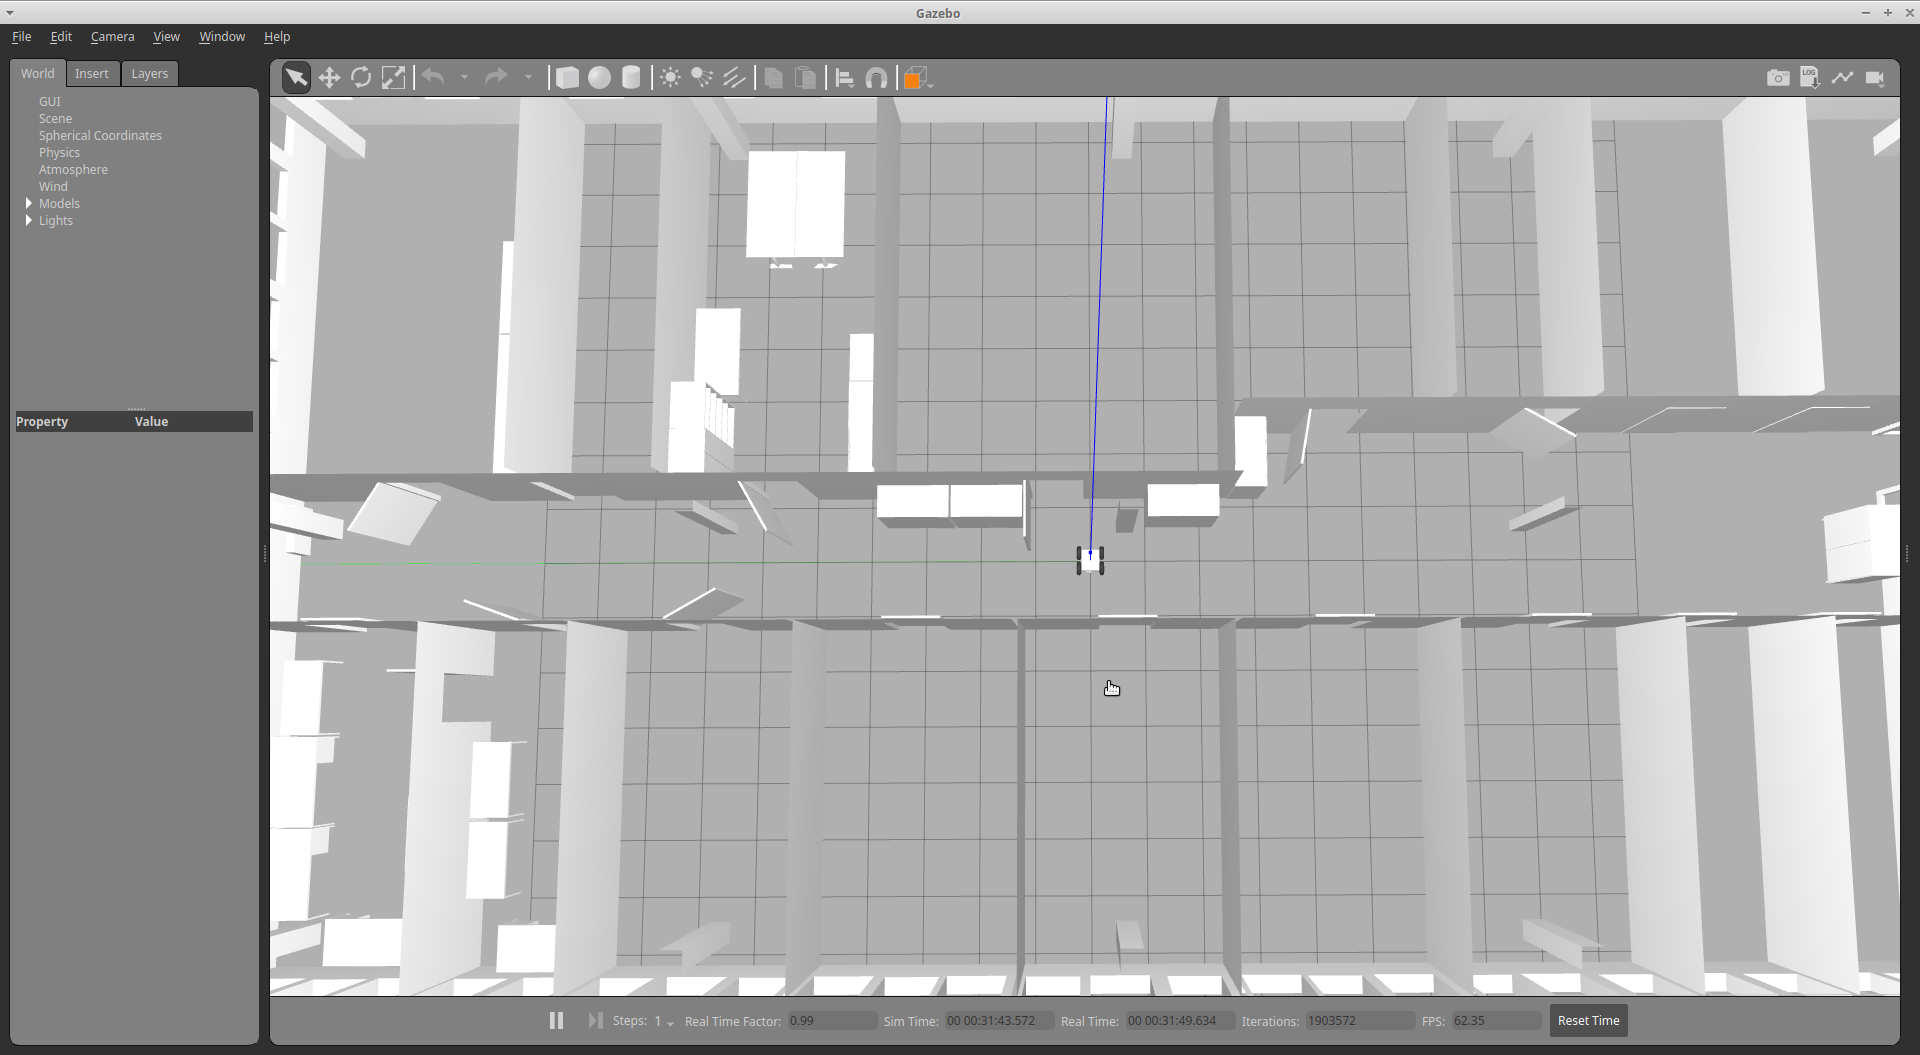 Gazebo
File Edit Camera View Window Help
World Insert Layers
LOG
GUI
Scene
Spherical Coordinates
Physics
Atmosphere
Wind
Models
Lights
Property Value
Steps: 1 Real Time Factor: 0.99 Sim Time: 00 00:31:43.572 Real Time: 00 00:31:49.634 Iterations: 1903572 FPS: 62.35 Reset Time